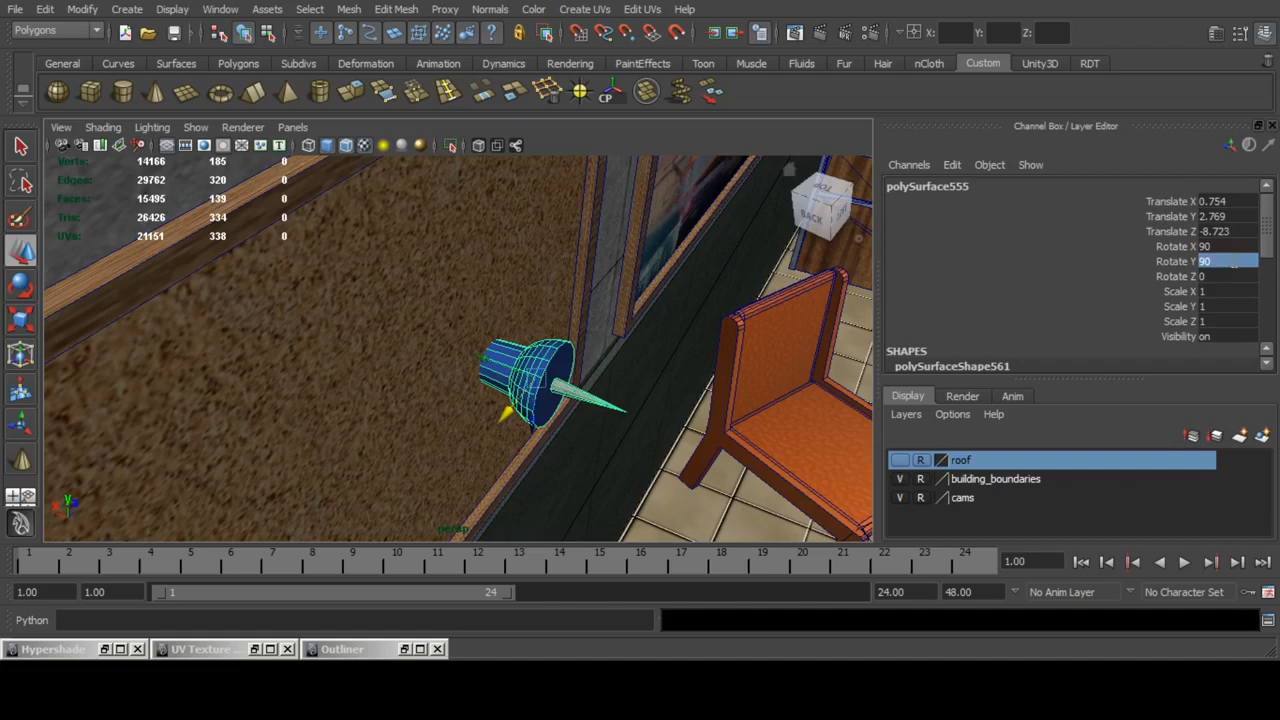 File Edit Modify Create Display Window Assets Select Mesh Edit Mesh Proxy Normals Color Create UVs Edit UVs Help
Polygons X: Y: Z:
General Curves Surfaces Polygons Subdivs Deformation Animation Dynamics Rendering PaintEffects Toon Muscle Fluids Fur Hair nCloth Custom Unity3D RDT
CP
View Shading Lighting Show Renderer Panels
Verts: 14166 185 0
Edges: 29762 320 0
Faces: 15495 139 0
Tris: 26426 334 0
UVs: 21151 338 0
TOP
BACK
y
x z
persp
Channel Box / Layer Editor
Channels Edit Object Show
polySurface555
Translate X 0.754
Translate Y 2.769
Translate Z -8.723
Rotate X 90
Rotate Y 90
Rotate Z 0
Scale X 1
Scale Y 1
Scale Z 1
Visibility on
SHAPES
polySurfaceShape561
Display Render Anim
Layers Options Help
R roof
V R building_boundaries
V R cams
1 2 3 4 5 6 7 8 9 10 11 12 13 14 15 16 17 18 19 20 21 22 23 24 1.00
1.00 1.00 1 24 24.00 48.00 No Anim Layer No Character Set
Python
Hypershade UV Texture ... Outliner